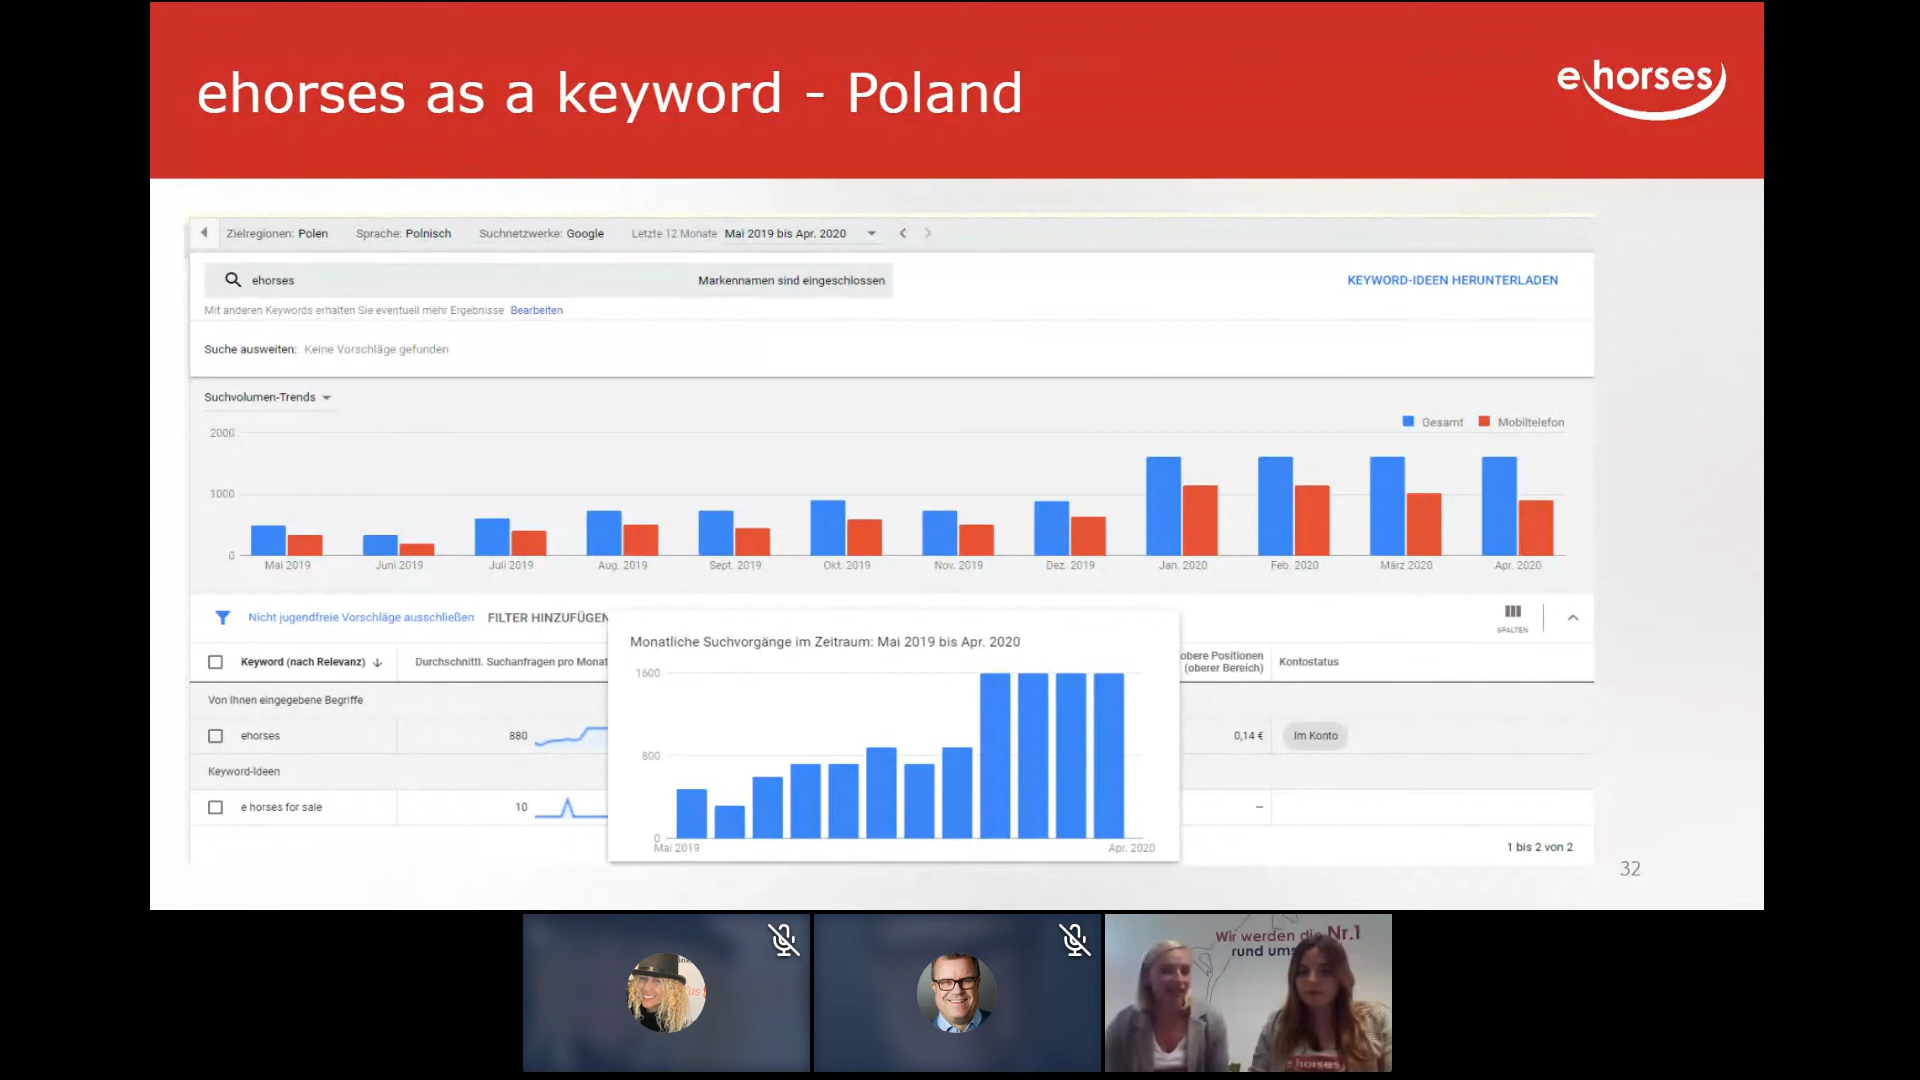 ehorses as a keyword - Poland
e horses
Zielregionen: Polen Sprache: Polnisch Suchnetzwerke: Google Letzte 12 Monate Mai 2019 bis Apr. 2020
ehorses Markennamen sind eingeschlossen KEYWORD-IDEEN HERUNTERLADEN
Mit anderen Keywords erhalten Sie eventuell mehr Ergebnisse Bearbeiten
Suche ausweiten: Keine Vorschläge gefunden
Suchvolumen-Trends
Gesamt Mobiltelefon
2000
1000
0
Mai 2019 Juni 2019 Juli 2019 Aug. 2019 Sept. 2019 Okt. 2019 Nov. 2019 Dez. 2019 Jan. 2020 Feb. 2020 März 2020 Apr. 2020
Nicht jugendfreie Vorschläge ausschließen FILTER HINZUFÜGEN SPALTEN
Keyword (nach Relevanz) Durchschnittl. Suchanfragen pro Monat obere Positionen (oberer Bereich) Kontostatus
Von Ihnen eingegebene Begriffe
ehorses 880 0,14 € Im Konto
Keyword-Ideen
e horses for sale 10 –
1 bis 2 von 2
Monatliche Suchvorgänge im Zeitraum: Mai 2019 bis Apr. 2020
1600
800
0
Mai 2019 Apr. 2020
32
Wir werden die Nr.1
rund ums
e horses